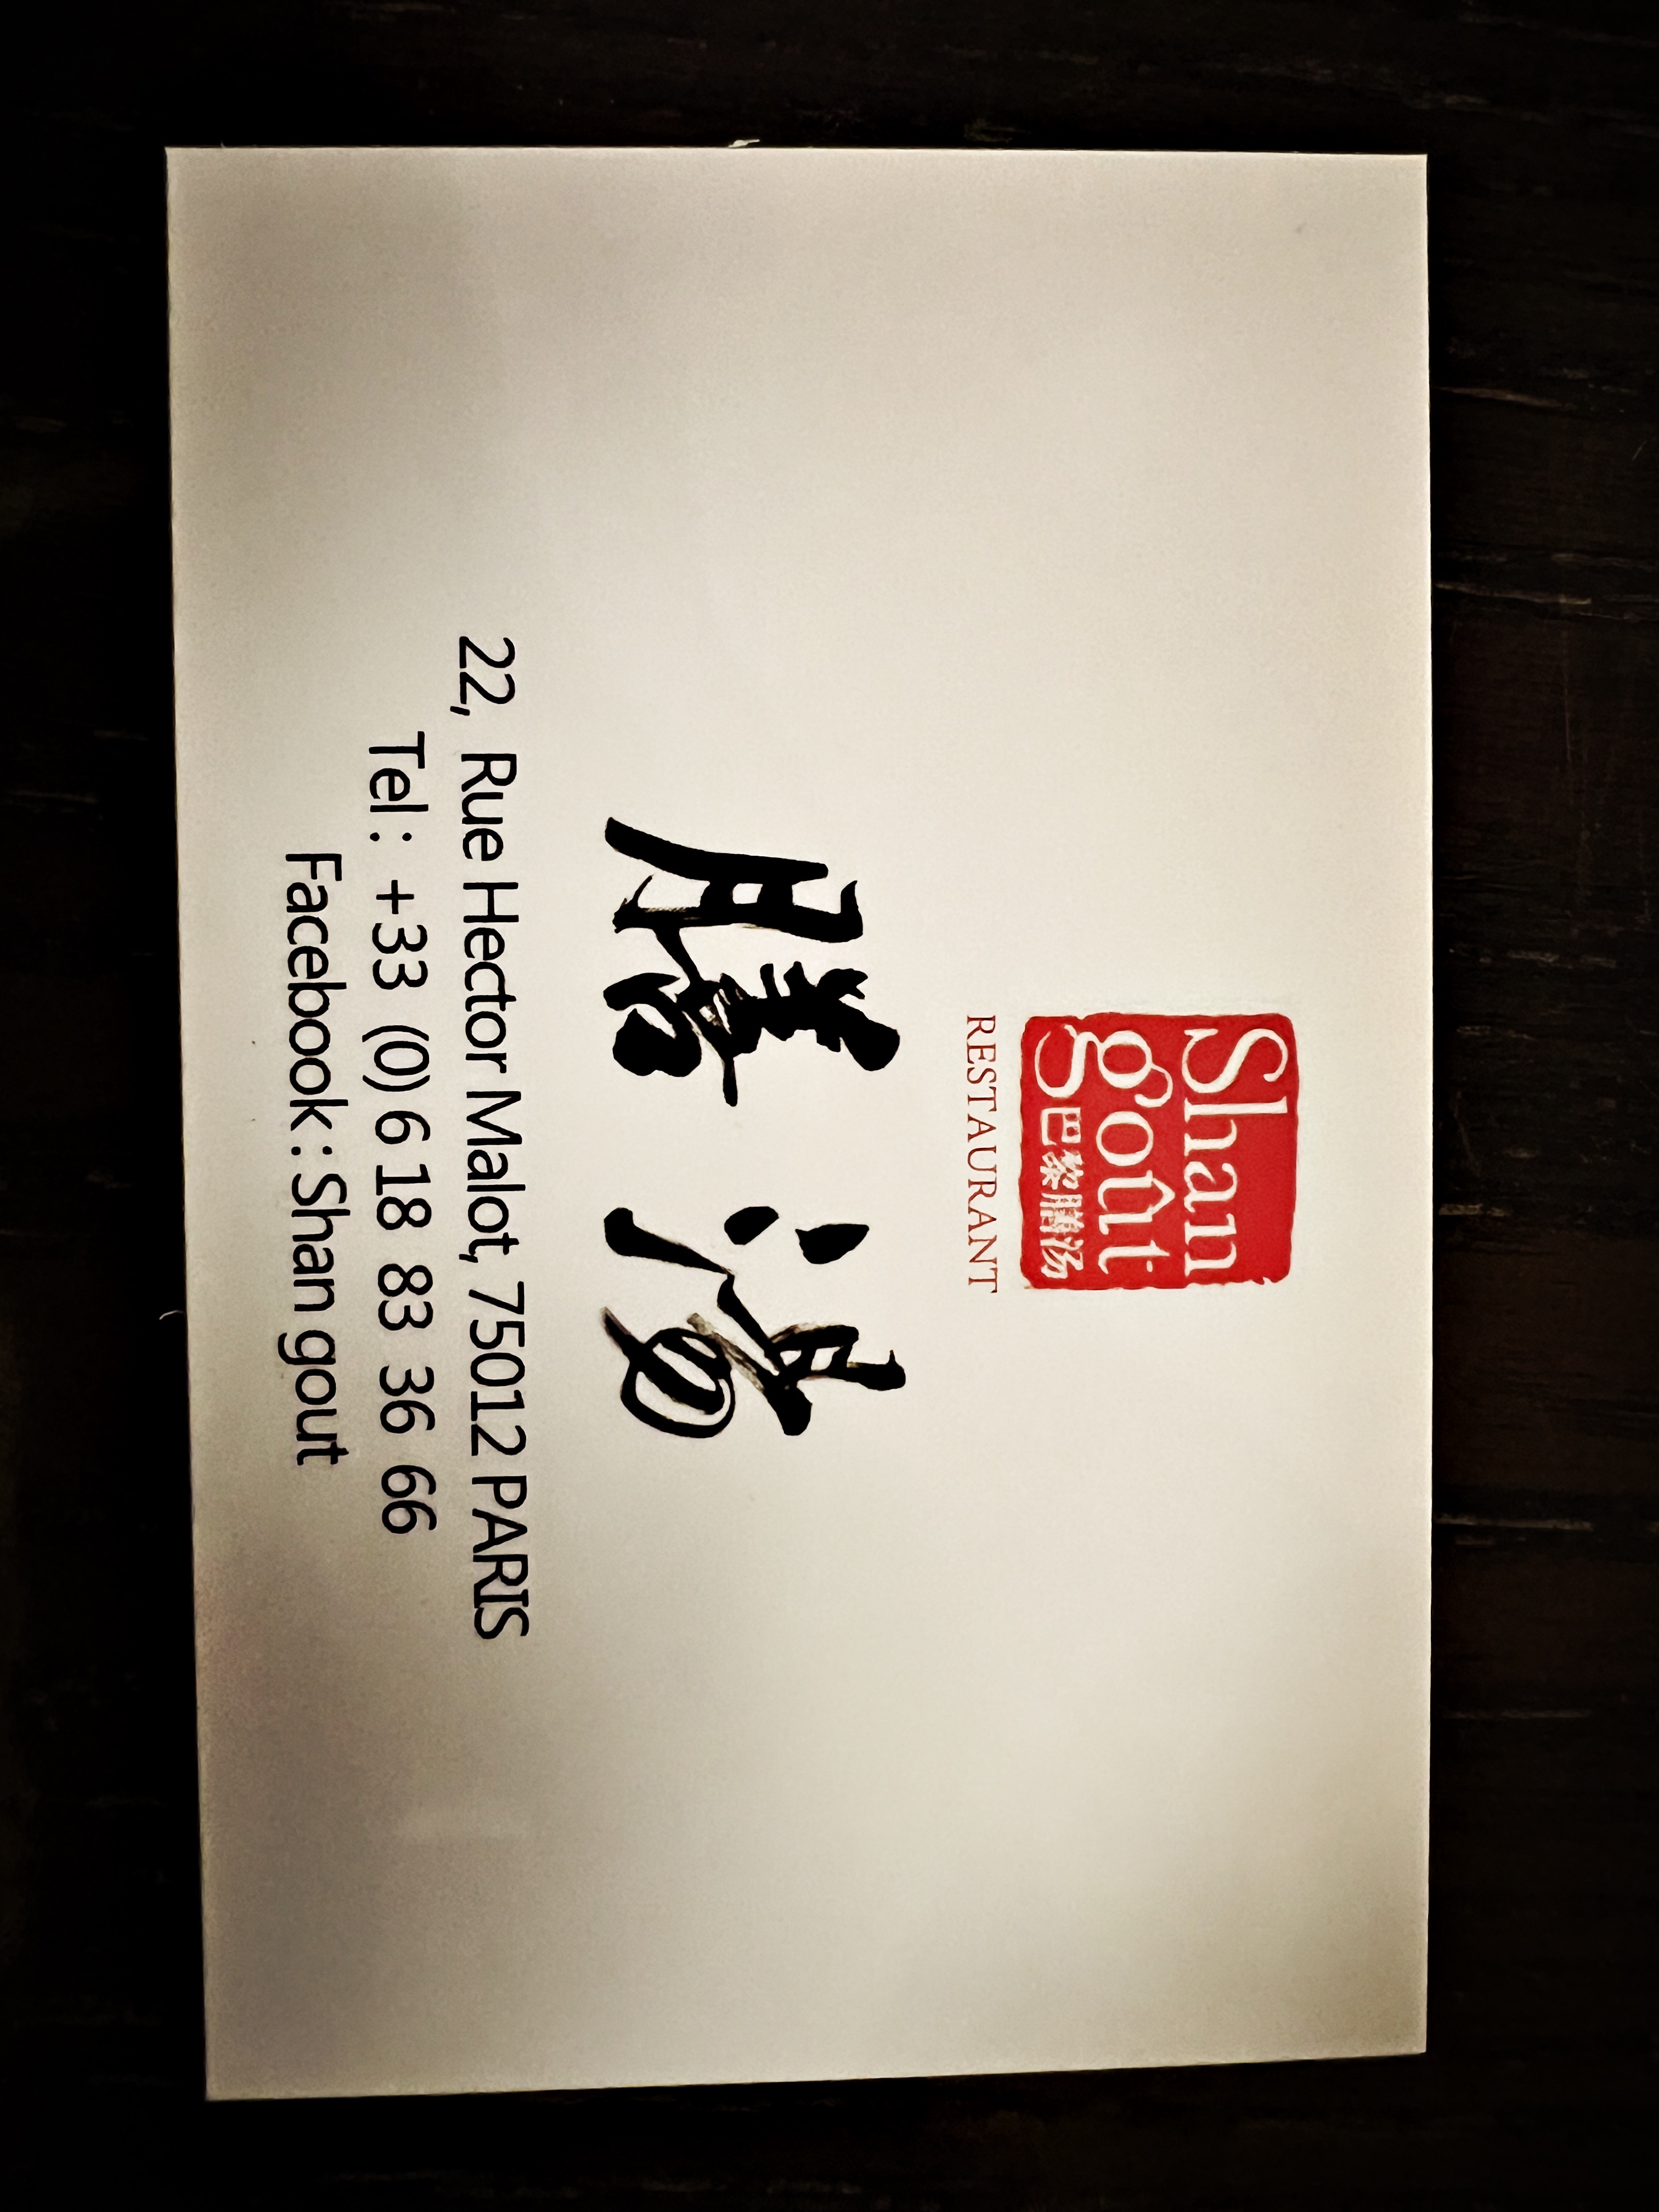 Shan
goût
巴黎膳汤
RESTAURANT
膳 湯
22, Rue Hector Malot, 75012 PARIS
Tel : +33 (0) 6 18 83 36 66
Facebook : Shan gout